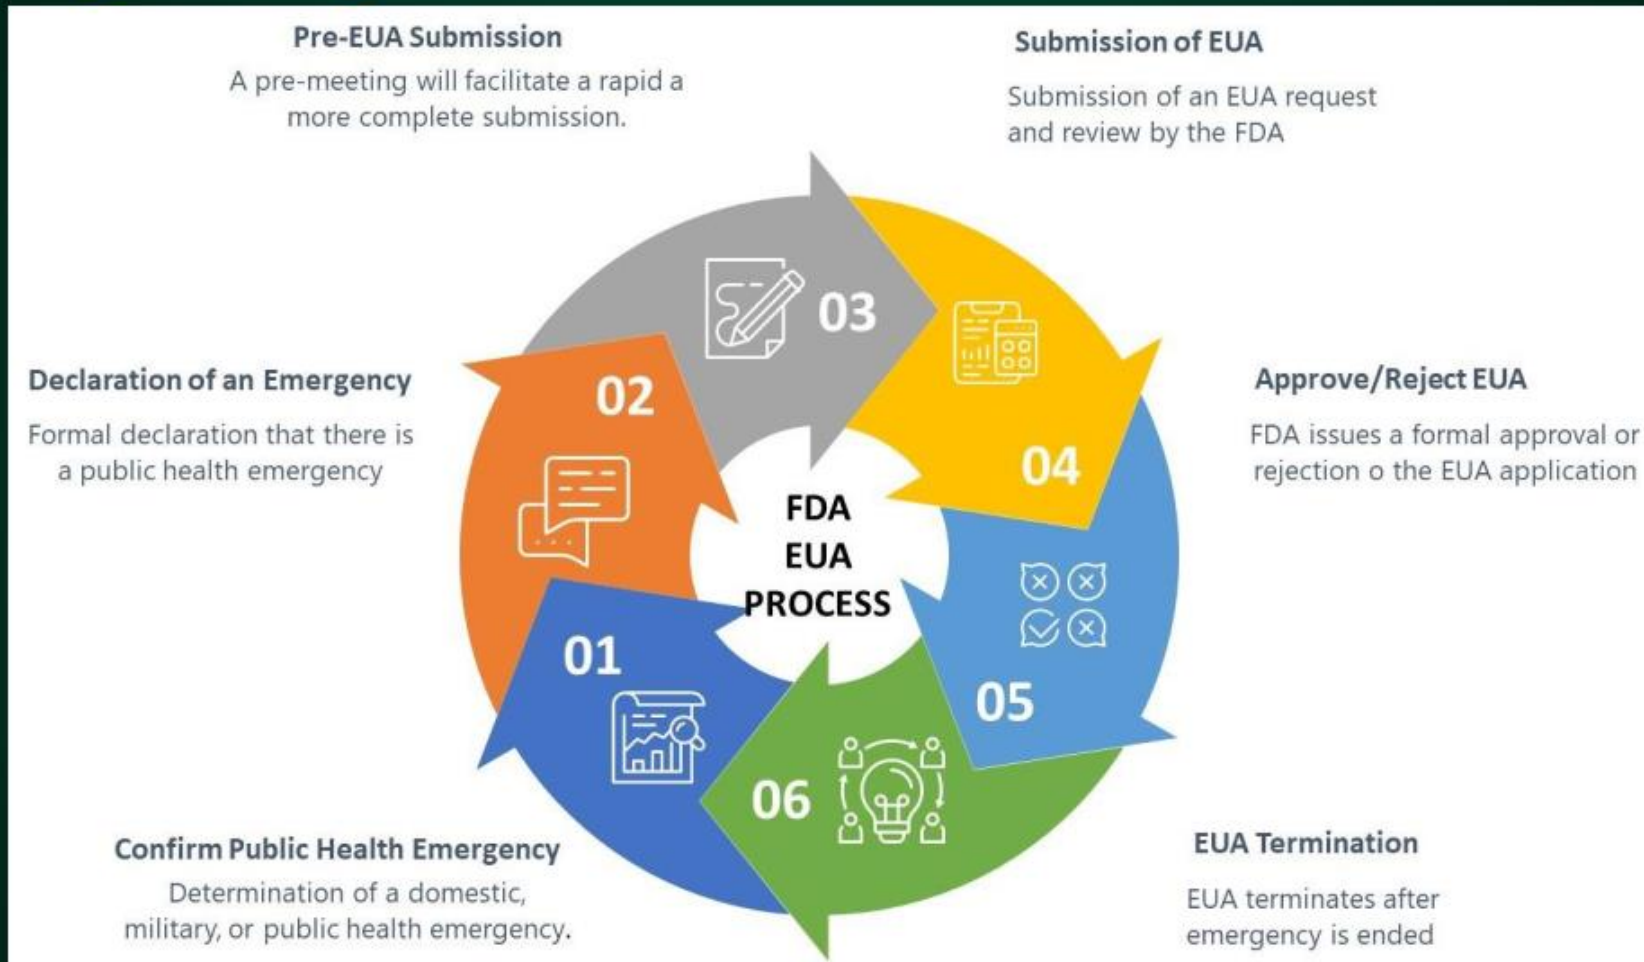 Pre-EUA Submission
A pre-meeting will facilitate a rapid a
more complete submission.
Submission of EUA
Submission of an EUA request
and review by the FDA
03
04
02
Declaration of an Emergency
Formal declaration that there is
a public health emergency
Approve/Reject EUA
FDA issues a formal approval or
rejection o the EUA application
FDA
EUA
PROCESS
01
05
06
Confirm Public Health Emergency
Determination of a domestic,
military, or public health emergency.
EUA Termination
EUA terminates after
emergency is ended